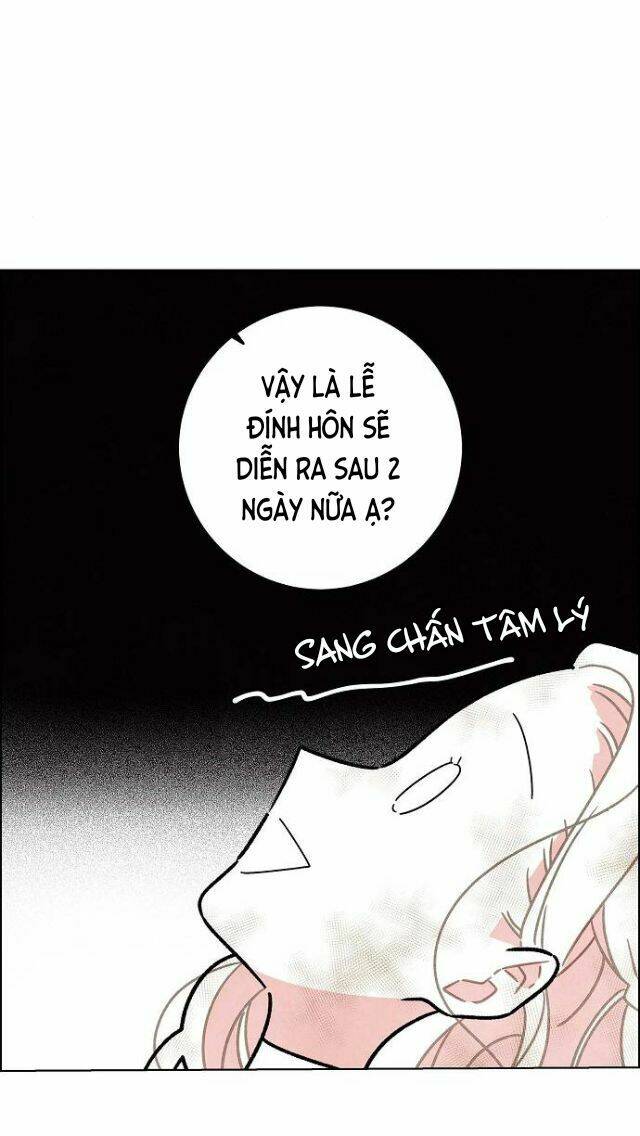 VẬY LÀ LỄ
ĐÍNH HÔN SẼ
DIỄN RA SAU 2
NGÀY NỮA Ạ?
SANG CHẤN TÂM LÝ